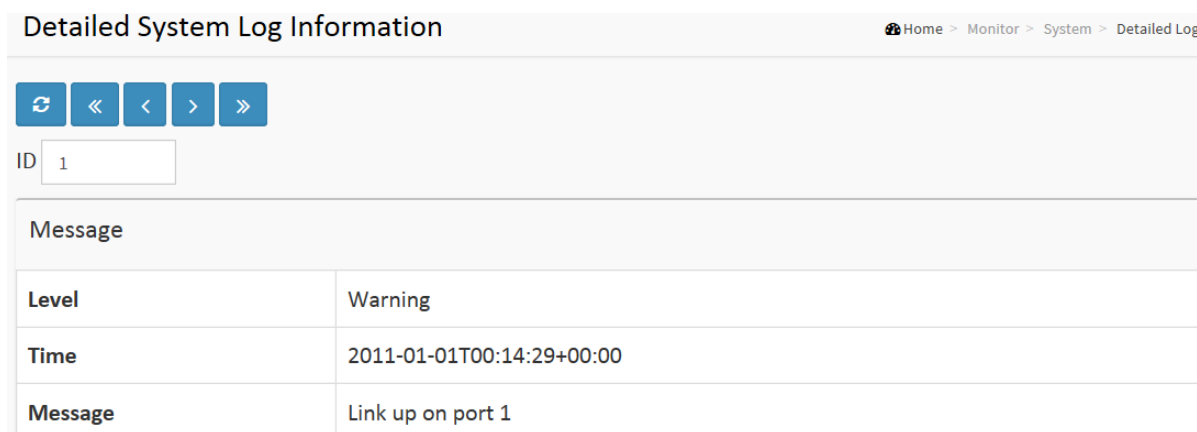 Detailed System Log Information
Home > Monitor > System > Detailed Log
« < > »
ID 1
Message
Level Warning
Time 2011-01-01T00:14:29+00:00
Message Link up on port 1